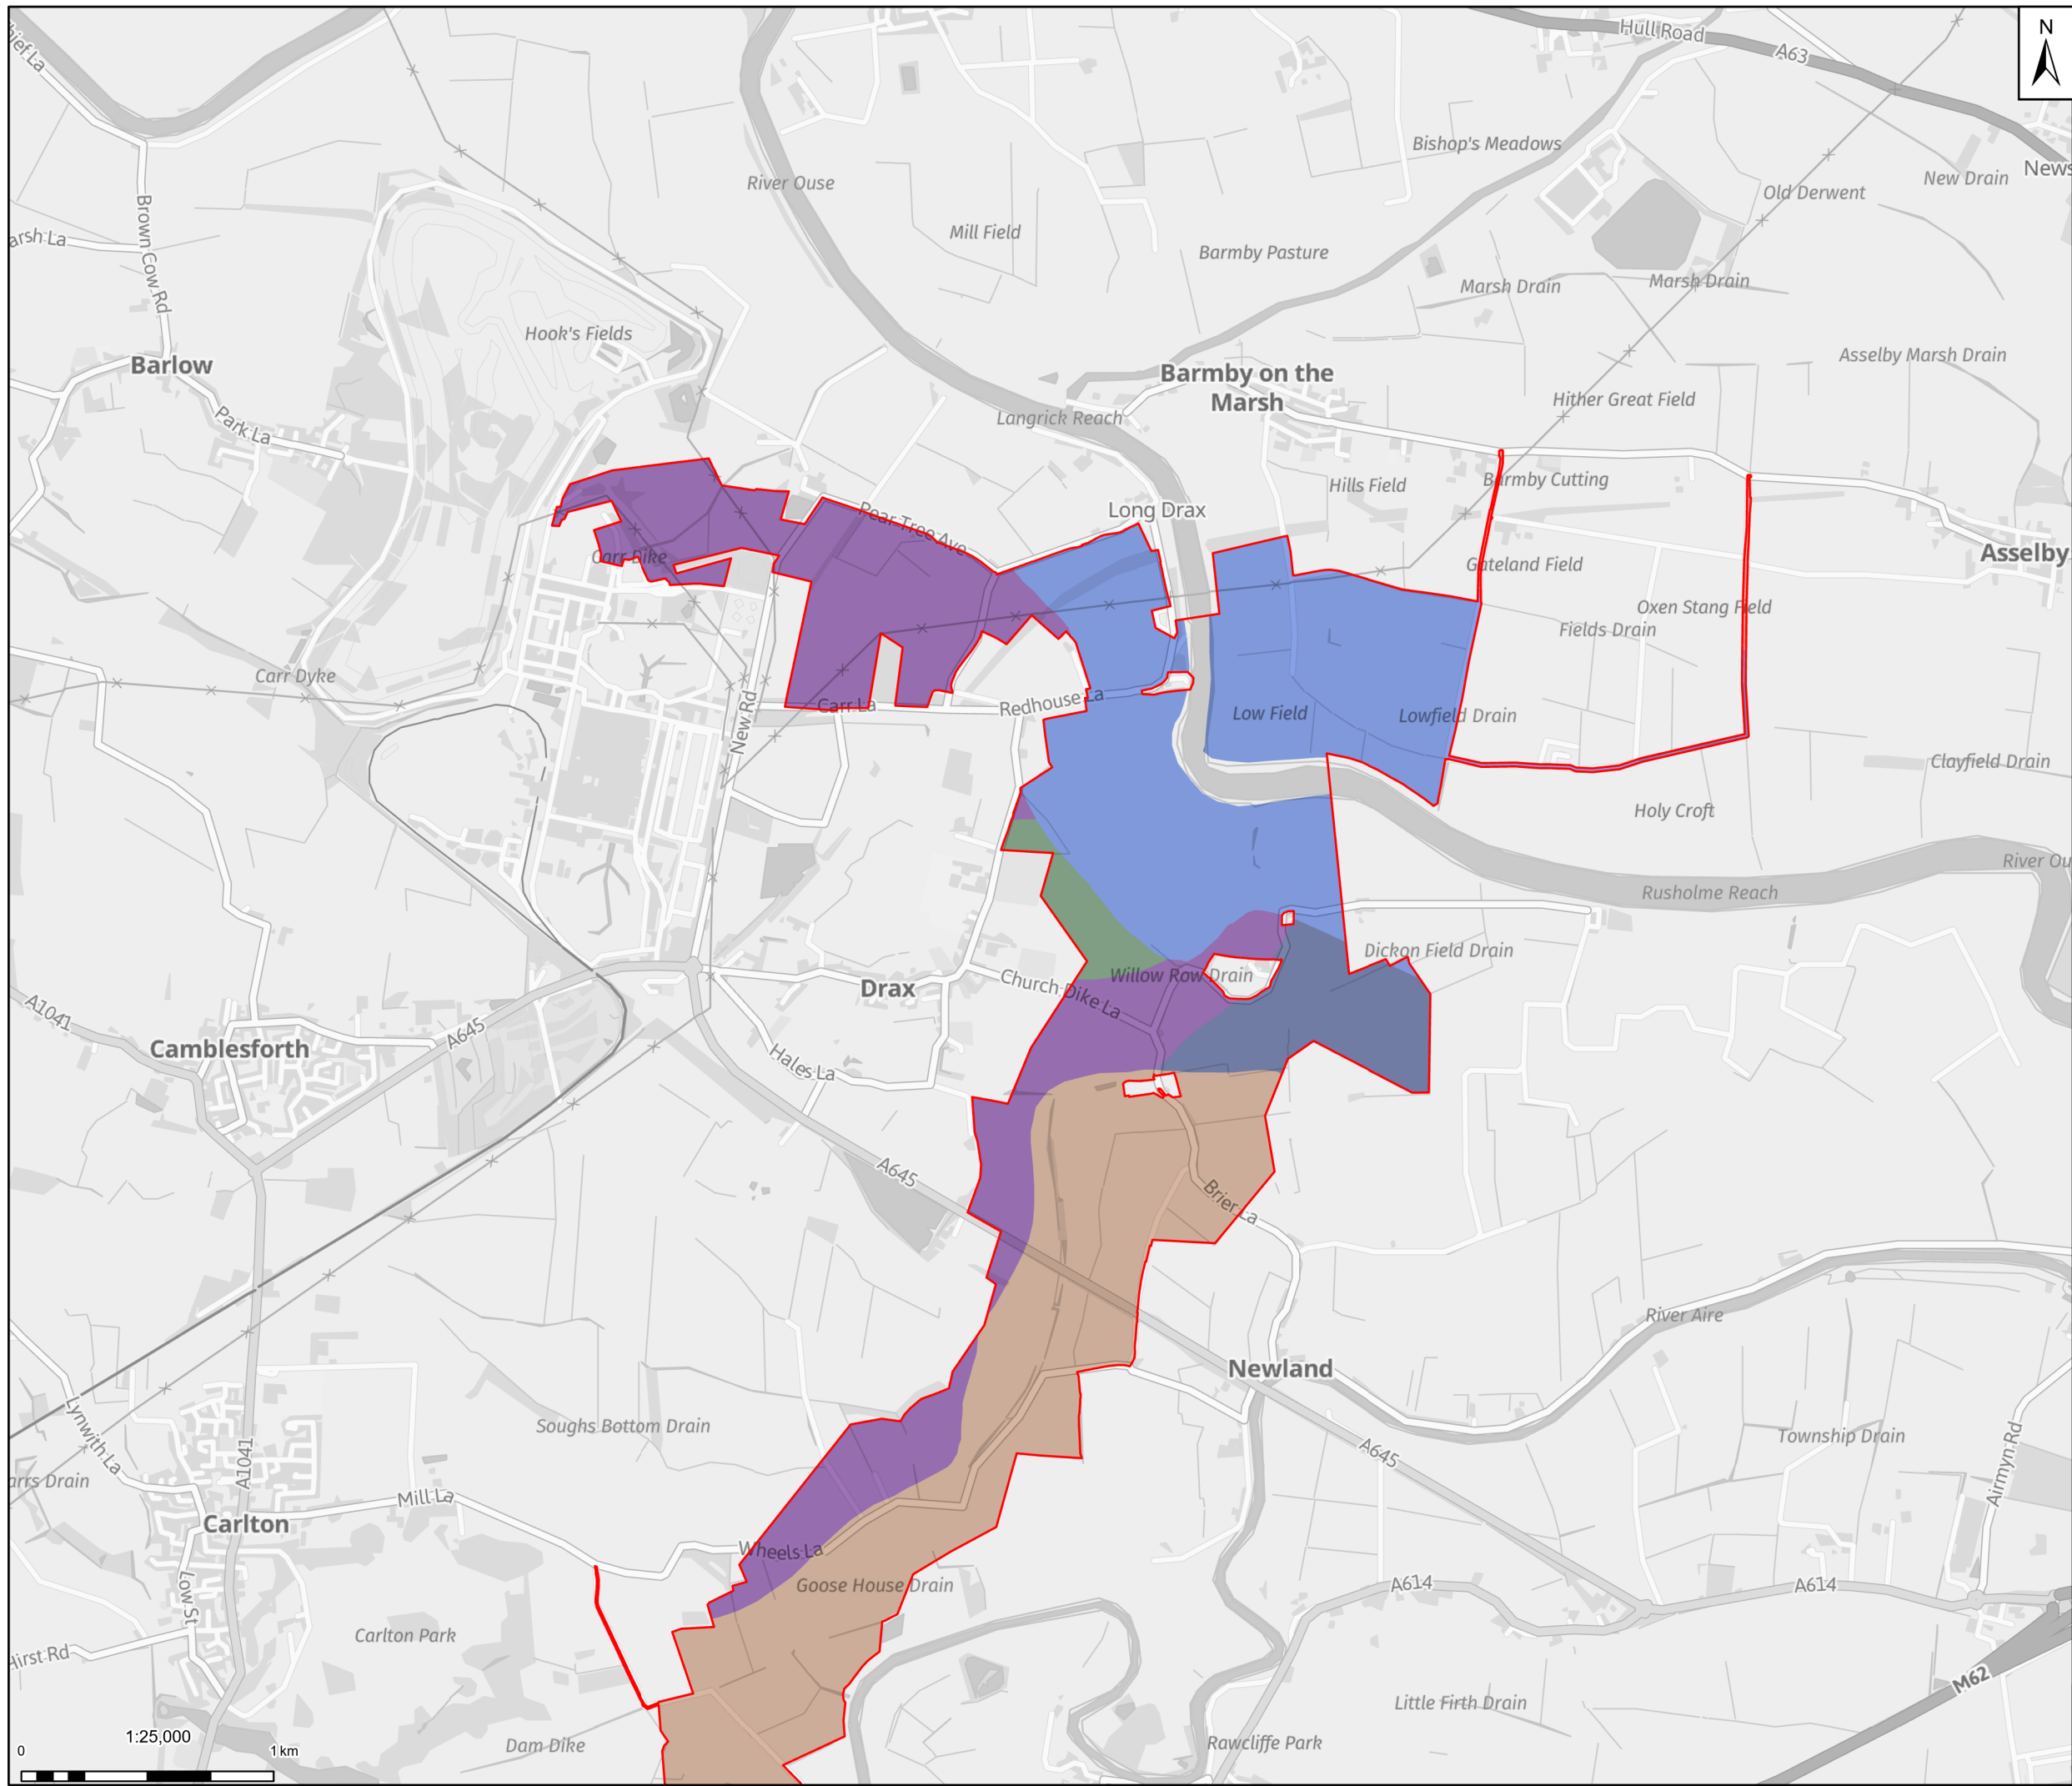 Hull Road
A63
N
Bishop's Meadows
River Ouse
New Drain
Old Derwent
Brown Cow Rd
Mill Field
Barmby Pasture
Marsh Drain
Marsh Drain
Hook's Fields
Barlow
Asselby Marsh Drain
Barmby on the
Marsh
Hither Great Field
Langrick Reach
Park La
Barmby Cutting
Hills Field
Long Drax
Pear Tree Ave
Asselby
Carr Dike
Gateland Field
Oxen Stang Field
Fields Drain
Carr Dyke
Redhouse La
Carr La
New Rd
Low Field
Lowfield Drain
Clayfield Drain
Holy Croft
River Ou
Rusholme Reach
Dickon Field Drain
Willow Row Drain
Drax
Church Dike La
A1041
A645
Camblesforth
Hales La
A645
Brier La
River Aire
Newland
Lynwith La
Soughs Bottom Drain
Township Drain
A1041
A645
Airmyn Rd
arrs Drain
Mill La
Carlton
Wheels La
Goose House Drain
A614
A614
Low St
Carlton Park
Hirst Rd
M62
Little Firth Drain
1:25,000
Dam Dike
Rawcliffe Park
0
1 km